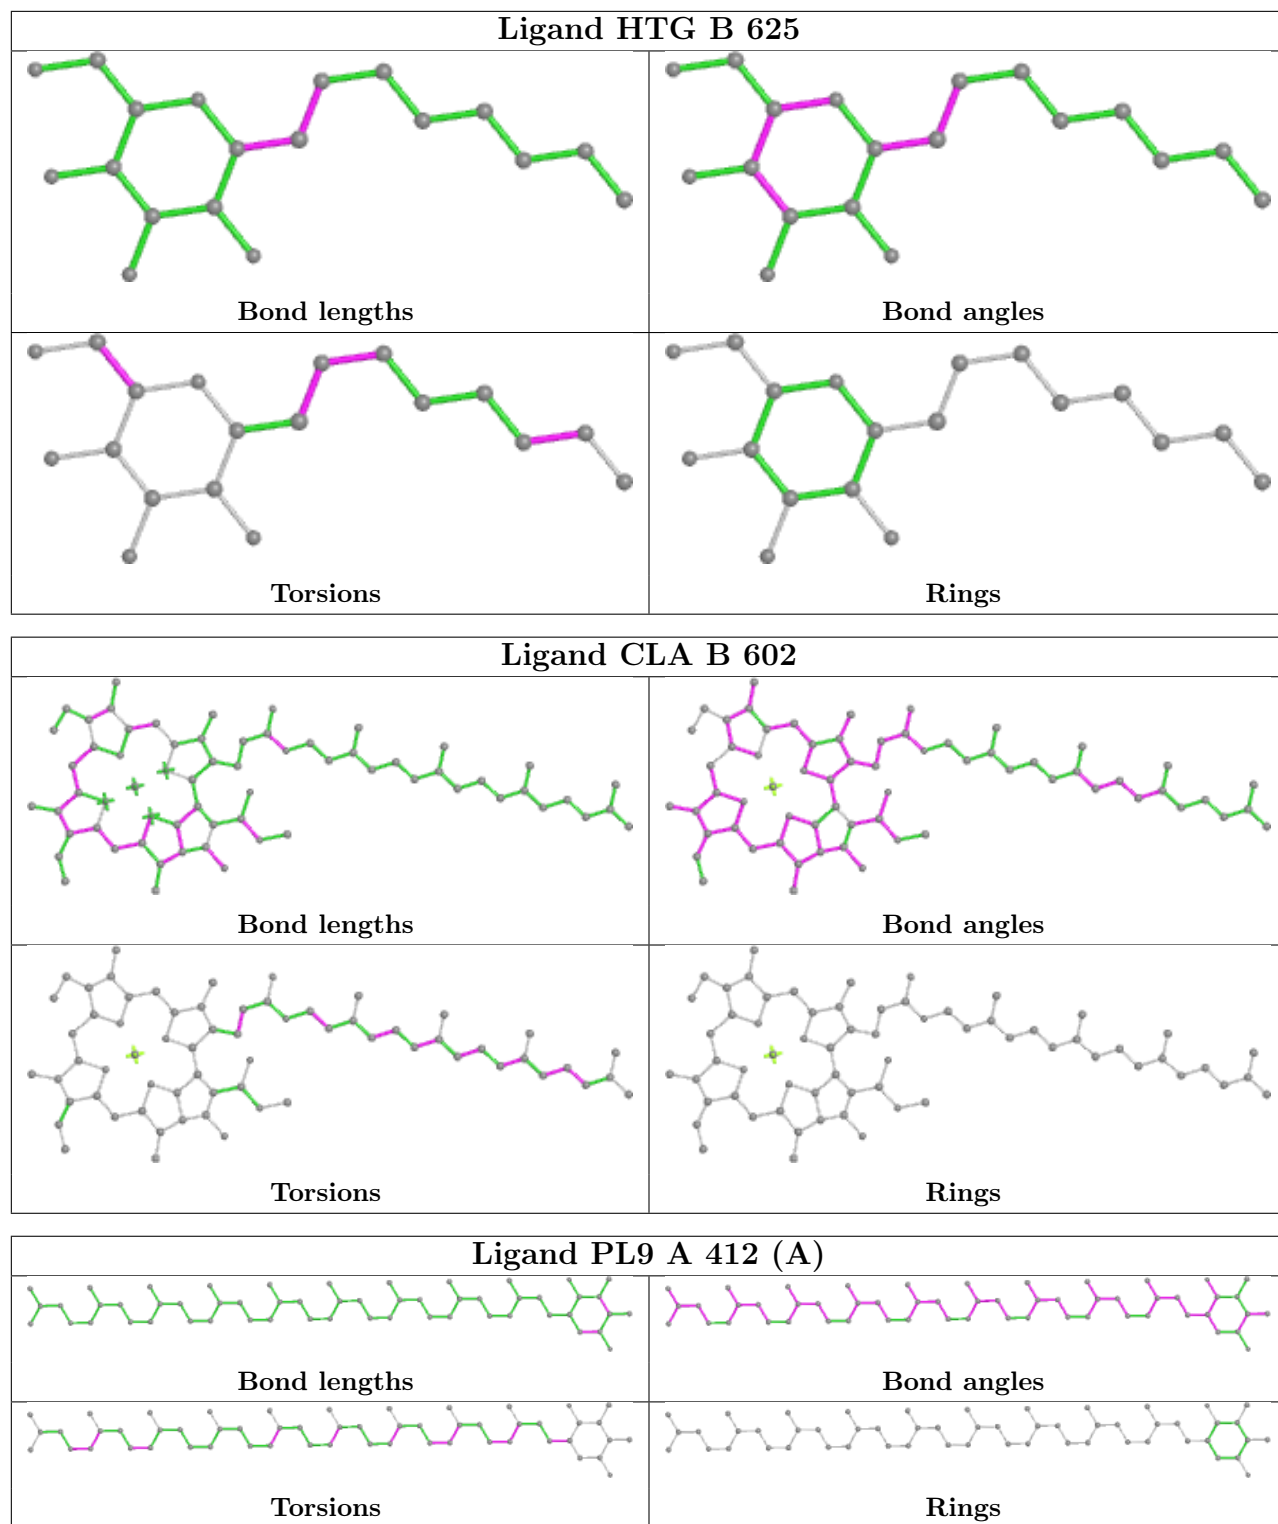 Ligand HTG B 625
Bond lengths
Bond angles
Torsions
Rings
Ligand CLA B 602
Bond lengths
Bond angles
Torsions
Rings
Ligand PL9 A 412 (A)
Bond lengths
Bond angles
Torsions
Rings